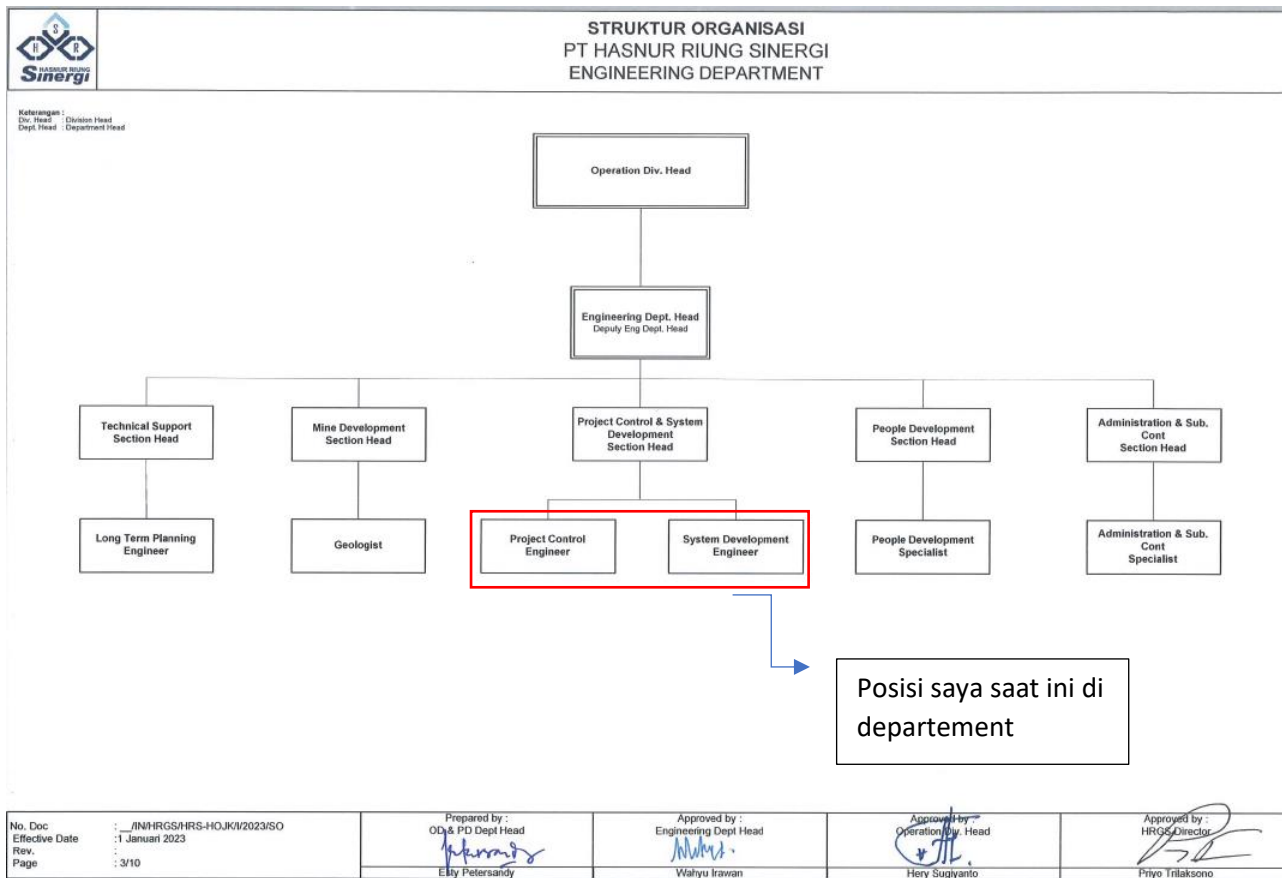 S
H R
HASNUR RIUNG
Sinergi
STRUKTUR ORGANISASI
PT HASNUR RIUNG SINERGI
ENGINEERING DEPARTMENT
Keterangan :
Div. Head : Division Head
Dept. Head : Department Head
Operation Div. Head
Engineering Dept. Head
Deputy Eng Dept. Head
Technical Support
Section Head
Mine Development
Section Head
Project Control & System
Development
Section Head
People Development
Section Head
Administration & Sub.
Cont
Section Head
Long Term Planning
Engineer
Geologist
Project Control
Engineer
System Development
Engineer
People Development
Specialist
Administration & Sub.
Cont
Specialist
Posisi saya saat ini di
departement
No. Doc : __/IN/HRGS/HRS-HOJK/I/2023/SO
Effective Date : 1 Januari 2023
Rev. :
Page : 3/10
Prepared by :
OD & PD Dept Head
Esty Petersandy
Approved by :
Engineering Dept Head
Wahyu Irawan
Approved by :
Operation Div. Head
Hery Sugiyanto
Approved by :
HRGS Director
Priyo Trilaksono